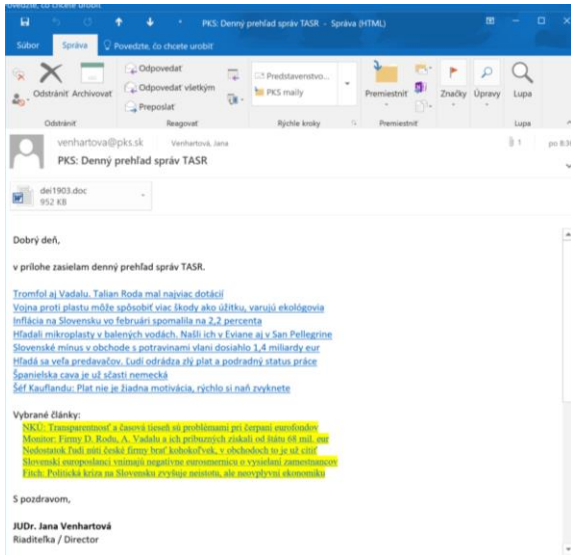 PKS: Denný prehľad správ TASR - Správa (HTML)
Súbor
Správa
Povedzte, čo chcete urobiť
Odstrániť
Archivovať
Odstrániť
Odpovedať
Odpovedať všetkým
Preposlať
Reagovať
Predstavenstvo...
PKS maily
Rýchle kroky
Premiestniť
Premiestniť
Značky
Úpravy
Lupa
Lupa
venhartova@pks.sk Venhartová, Jana
1
po 8:3
PKS: Denný prehľad správ TASR
dei1903.doc
952 KB
Dobrý deň,
v prílohe zasielam denný prehľad správ TASR.
Tromfol aj Vadalu. Talian Roda mal najviac dotácií
Vojna proti plastu môže spôsobiť viac škody ako úžitku, varujú ekológovia
Inflácia na Slovensku vo februári spomalila na 2,2 percenta
Hľadali mikroplasty v balených vodách. Našli ich v Eviane aj v San Pellegrine
Slovenské mínus v obchode s potravinami vlani dosiahlo 1,4 miliardy eur
Hľadá sa veľa predavačov. Ľudí odrádza zlý plat a podradný status práce
Španielska cava je už sčasti nemecká
Šéf Kauflandu: Plat nie je žiadna motivácia, rýchlo si naň zvyknete
Vybrané články:
NKÚ: Transparentnosť a časová tieseň sú problémami pri čerpaní eurofondov
Monitor: Firmy D. Rodu, A. Vadalu a ich príbuzných získali od štátu 68 mil. eur
Nedostatok ľudí núti české firmy brať kohokoľvek, v obchodoch to je už cítiť
Slovenskí europoslanci vnímajú negatívne eurosmernicu o vysielaní zamestnancov
Fitch: Politická kríza na Slovensku zvyšuje neistotu, ale neovplyvní ekonomiku
S pozdravom,
JUDr. Jana Venhartová
Riaditeľka / Director